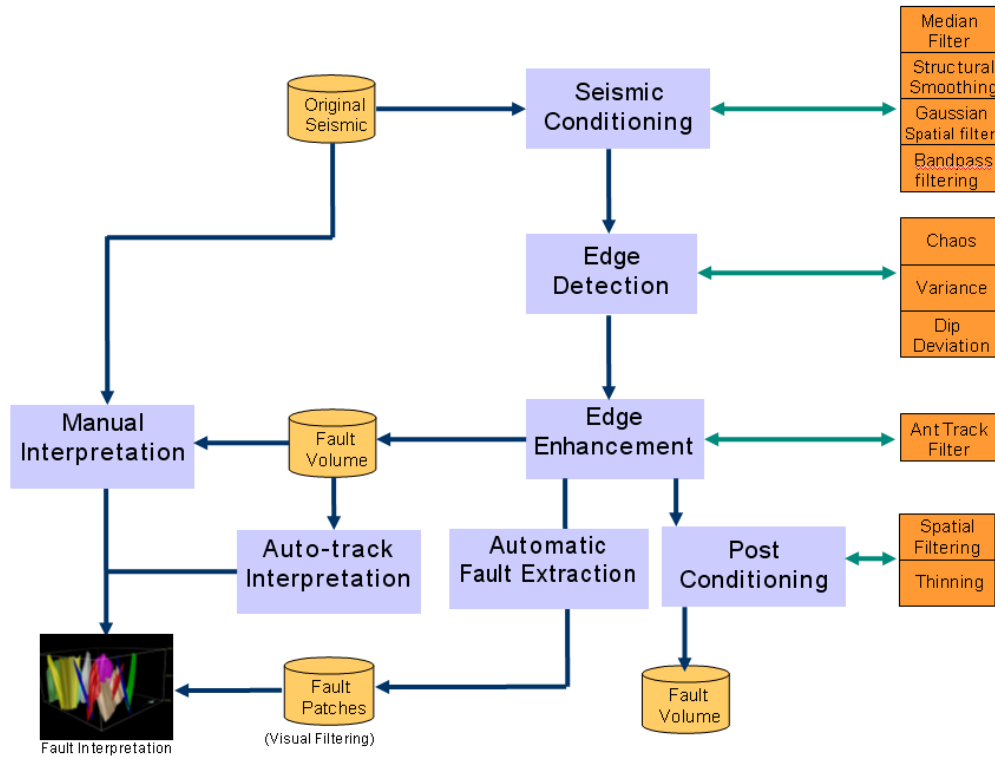 Median
Filter
Structural
Smoothing
Gaussian
Spatial filter
Bandpass
filtering
Original
Seismic
Seismic
Conditioning
Edge
Detection
Chaos
Variance
Dip
Deviation
Manual
Interpretation
Fault
Volume
Edge
Enhancement
Ant Track
Filter
Auto-track
Interpretation
Automatic
Fault Extraction
Post
Conditioning
Spatial
Filtering
Thinning
Fault
Patches
(Visual Filtering)
Fault
Volume
Fault Interpretation